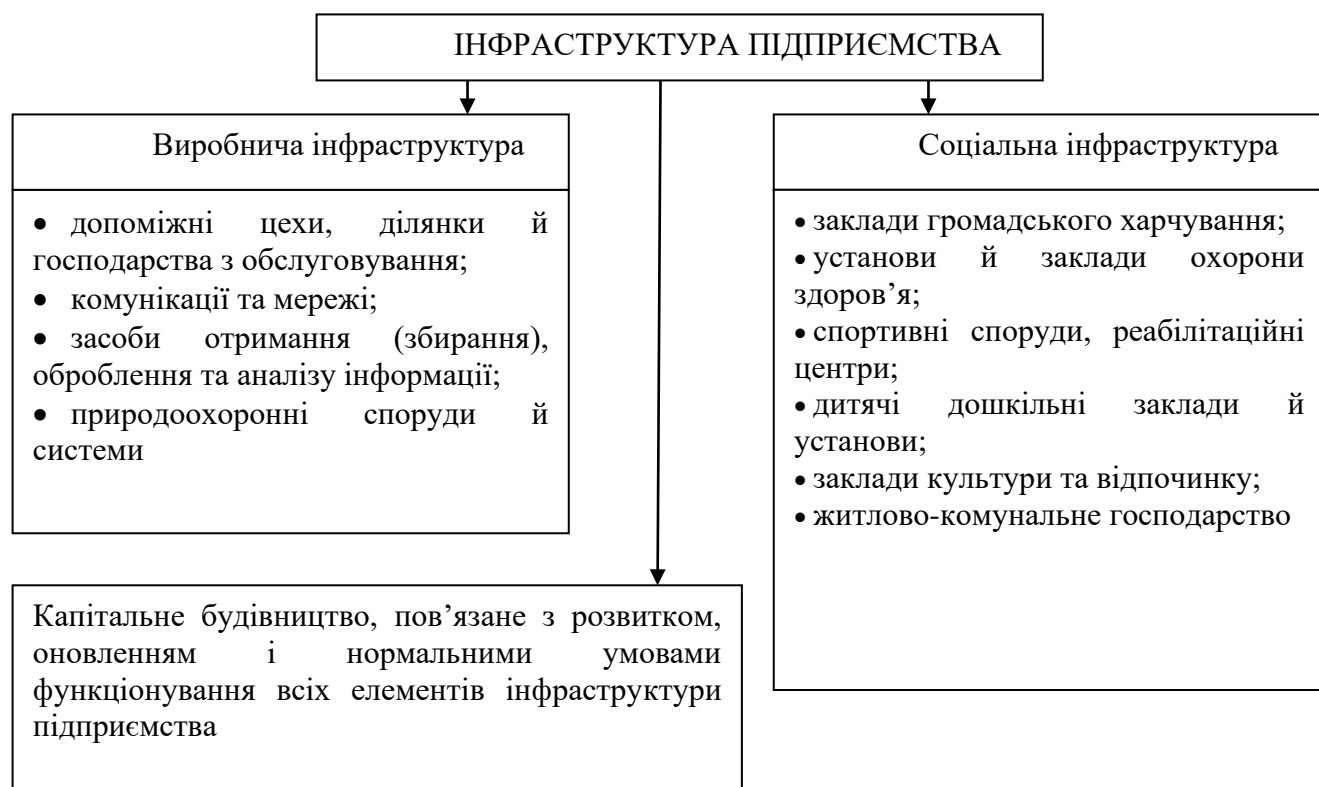 ІНФРАСТРУКТУРА ПІДПРИЄМСТВА
Виробнича інфраструктура
• допоміжні цехи, ділянки й
господарства з обслуговування;
• комунікації та мережі;
• засоби отримання (збирання),
оброблення та аналізу інформації;
• природоохоронні споруди й
системи
Соціальна інфраструктура
• заклади громадського харчування;
• установи й заклади охорони
здоров’я;
• спортивні споруди, реабілітаційні
центри;
• дитячі дошкільні заклади й
установи;
• заклади культури та відпочинку;
• житлово-комунальне господарство
Капітальне будівництво, пов’язане з розвитком,
оновленням і нормальними умовами
функціонування всіх елементів інфраструктури
підприємства